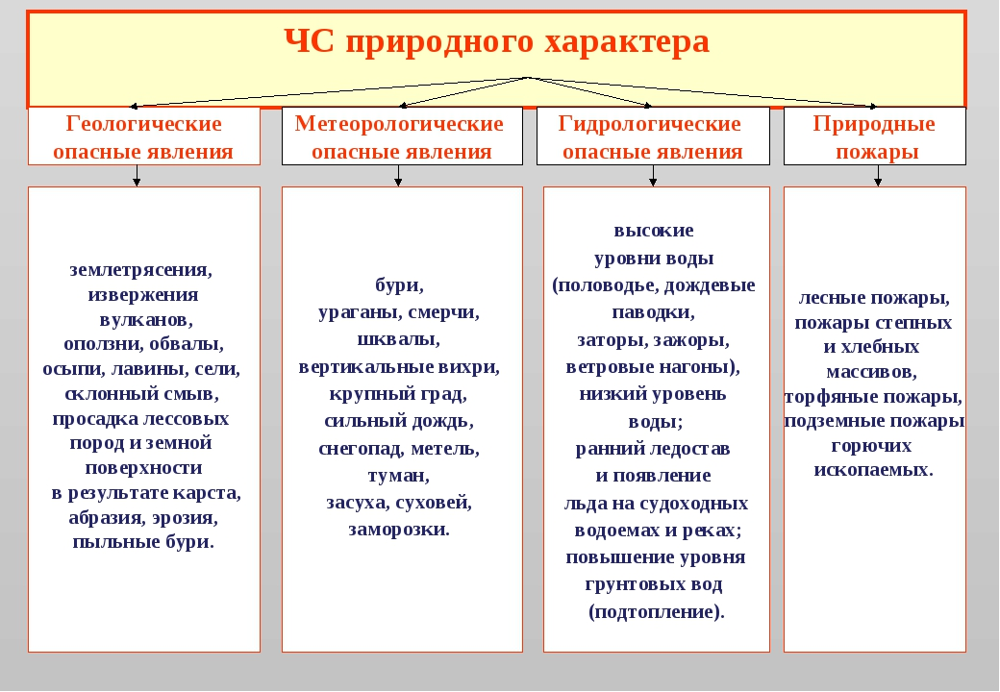 ЧС природного характера
Геологические
опасные явления
Метеорологические
опасные явления
Гидрологические
опасные явления
Природные
пожары
землетрясения,
извержения
вулканов,
оползни, обвалы,
осыпи, лавины, сели,
склонный смыв,
просадка лессовых
пород и земной
поверхности
в результате карста,
абразия, эрозия,
пыльные бури.
бури,
ураганы, смерчи,
шквалы,
вертикальные вихри,
крупный град,
сильный дождь,
снегопад, метель,
туман,
засуха, суховей,
заморозки.
высокие
уровни воды
(половодье, дождевые
паводки,
заторы, зажоры,
ветровые нагоны),
низкий уровень
воды;
ранний ледостав
и появление
льда на судоходных
водоемах и реках;
повышение уровня
грунтовых вод
(подтопление).
лесные пожары,
пожары степных
и хлебных
массивов,
торфяные пожары,
подземные пожары
горючих
ископаемых.